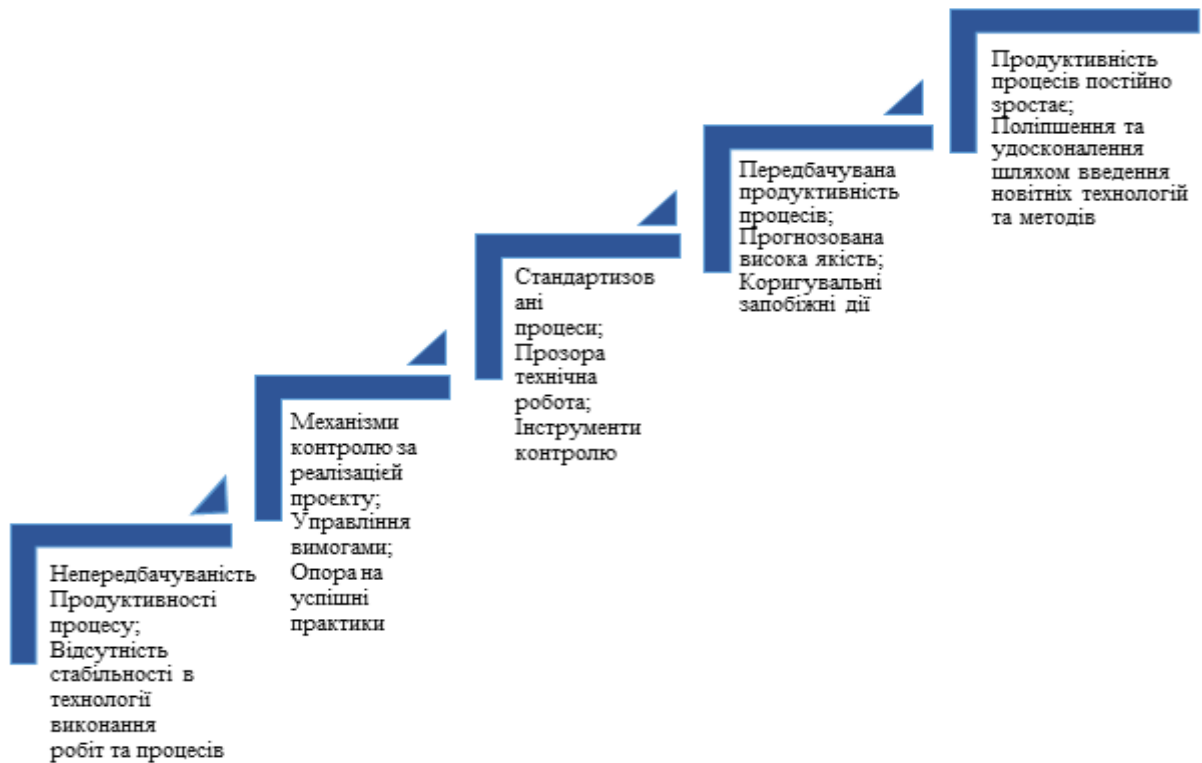 Непередбачуваність
Продуктивності
процесу;
Відсутність
стабільності в
технології
виконання
робіт та процесів
Механізми
контролю за
реалізацією
проєкту;
Управління
вимогами;
Опора на
успішні
практики
Стандартизов
ані
процеси;
Прозора
технічна
робота;
Інструменти
контролю
Передбачувана
продуктивність
процесів;
Прогнозована
висока якість;
Коригувальні
запобіжні дії
Продуктивність
процесів постійно
зростає;
Поліпшення та
удосконалення
шляхом введення
новітніх технологій
та методів